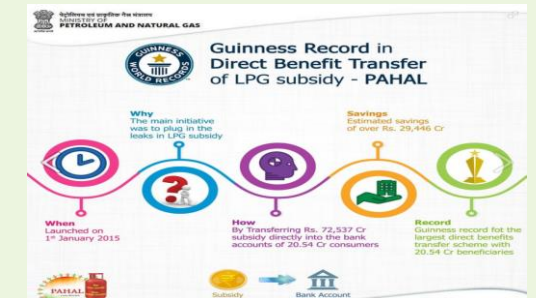 पेट्रोलियम एवं प्राकृतिक गैस मंत्रालय
MINISTRY OF
PETROLEUM AND NATURAL GAS
GUINNESS
WORLD RECORDS
Guinness Record in
Direct Benefit Transfer
of LPG subsidy - PAHAL
Why
The main initiative
was to plug in the
leaks in LPG subsidy
Savings
Estimated savings
of over Rs. 29,446 Cr
When
Launched on
1st January 2015
How
By Transferring Rs. 72,537 Cr
subsidy directly into the bank
accounts of 20.54 Cr consumers
Record
Guinness record fot the
largest direct benefits
transfer scheme with
20.54 Cr beneficiaries
PAHAL
Subsidy
Bank Account